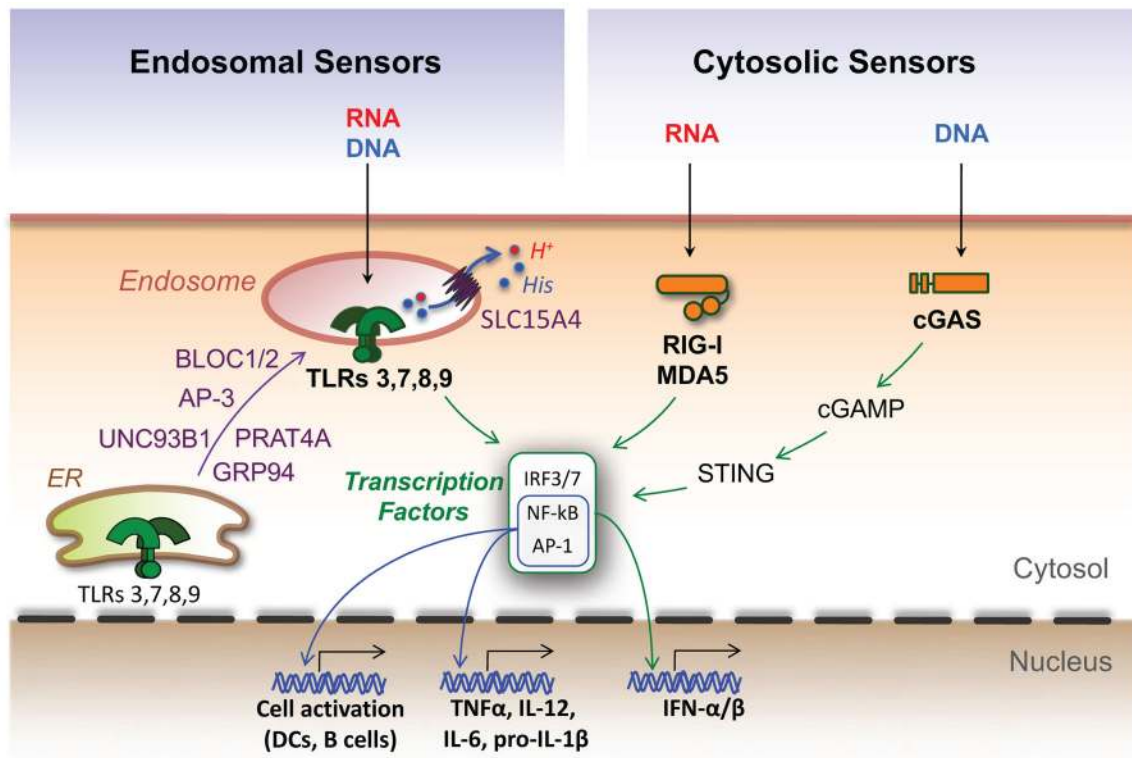 Endosomal Sensors
Cytosolic Sensors
RNA
DNA
RNA
DNA
Endosome
H+
His
SLC15A4
TLRs 3,7,8,9
RIG-I
MDA5
cGAS
BLOC1/2
AP-3
UNC93B1
PRAT4A
GRP94
cGAMP
STING
ER
TLRs 3,7,8,9
Transcription
Factors
IRF3/7
NF-kB
AP-1
Cytosol
Nucleus
Cell activation
(DCs, B cells)
TNFα, IL-12,
IL-6, pro-IL-1β
IFN-α/β